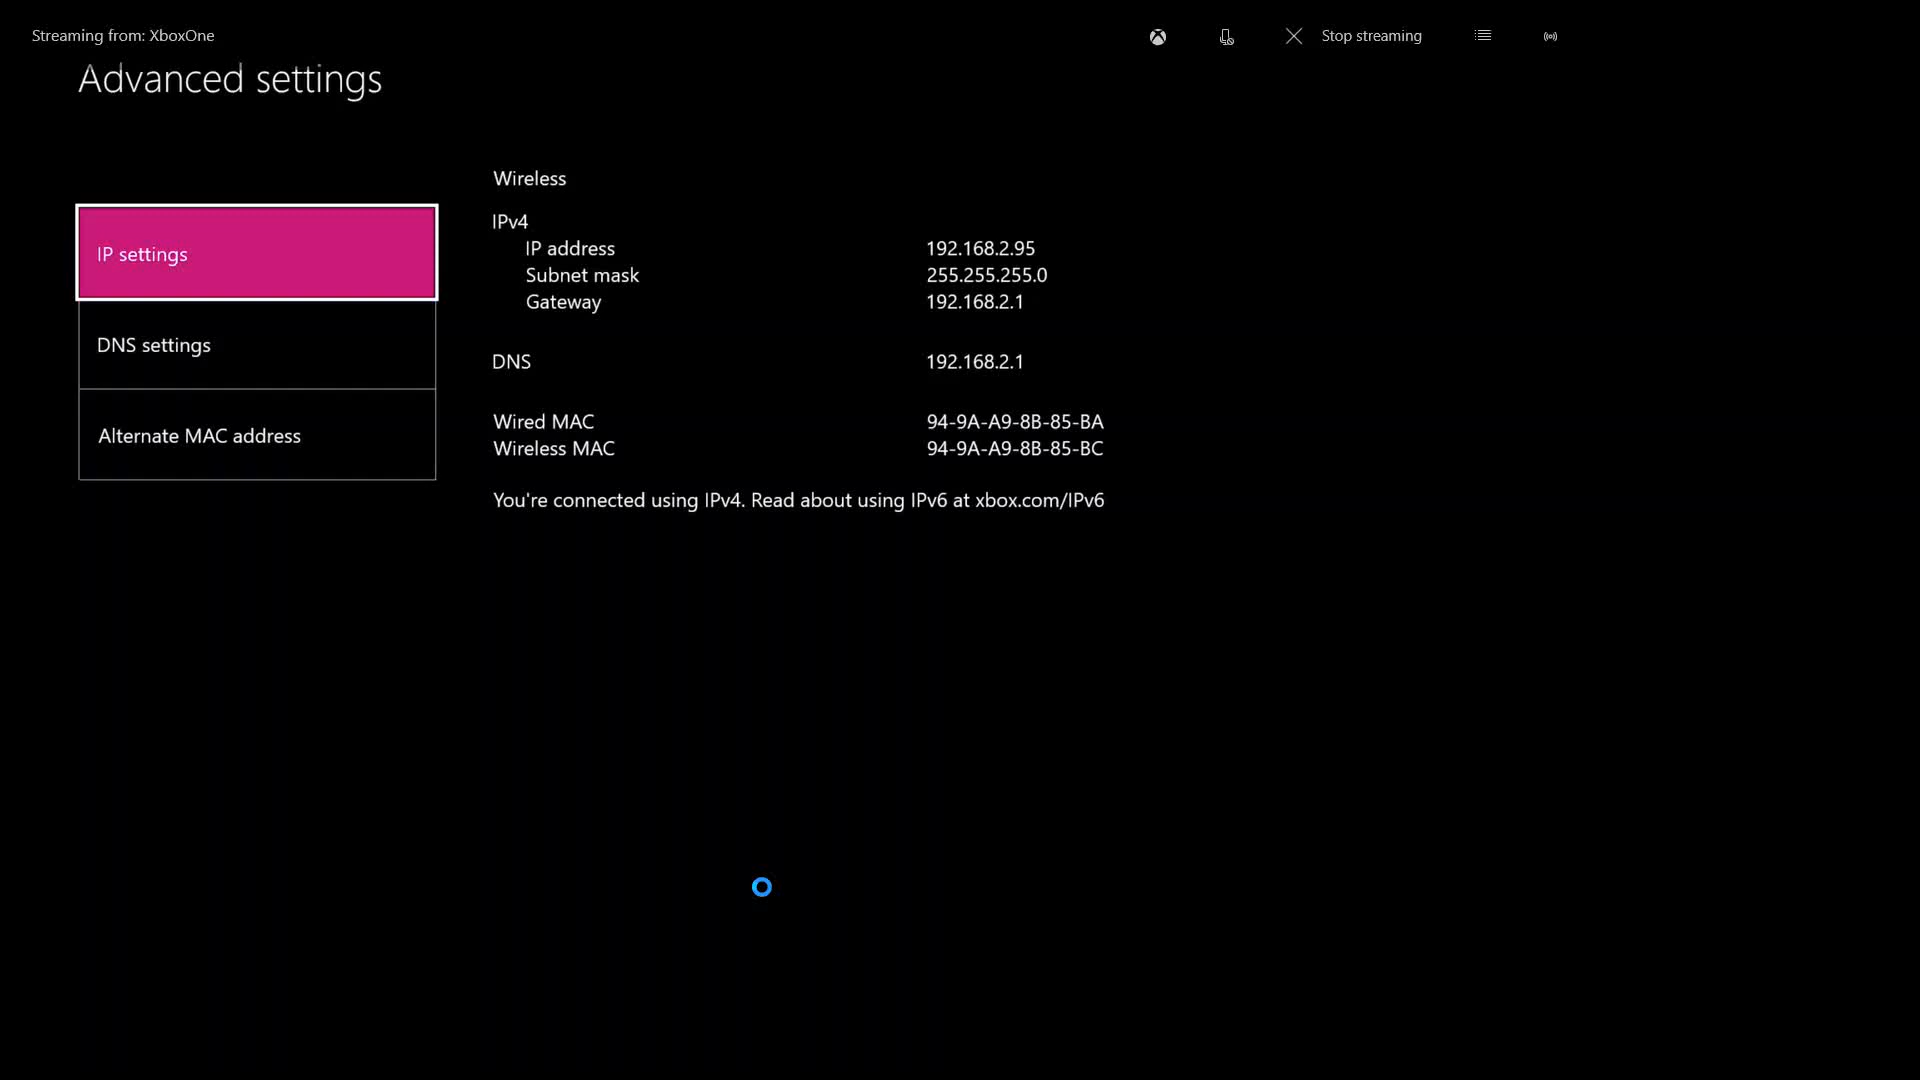 Streaming from: XboxOne
Stop streaming
Advanced settings
Wireless
IP settings
DNS settings
Alternate MAC address
IPv4
IP address 192.168.2.95
Subnet mask 255.255.255.0
Gateway 192.168.2.1
DNS 192.168.2.1
Wired MAC 94-9A-A9-8B-85-BA
Wireless MAC 94-9A-A9-8B-85-BC
You're connected using IPv4. Read about using IPv6 at xbox.com/IPv6